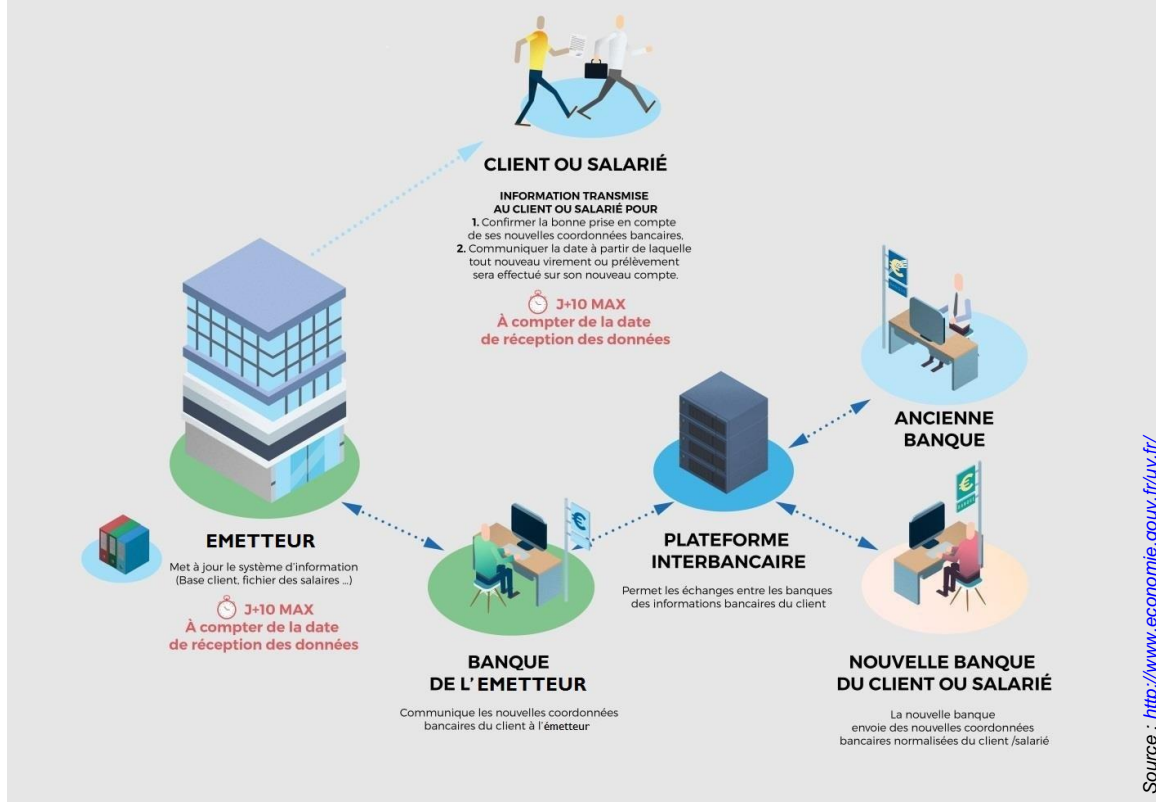 CLIENT OU SALARIÉ
INFORMATION TRANSMISE
AU CLIENT OU SALARIÉ POUR
1. Confirmer la bonne prise en compte
de ses nouvelles coordonnées bancaires,
2. Communiquer la date à partir de laquelle
tout nouveau virement ou prélèvement
sera effectué sur son nouveau compte.
J+10 MAX
À compter de la date
de réception des données
ANCIENNE
BANQUE
EMETTEUR
Met à jour le système d'information
(Base client, fichier des salaires ...)
J+10 MAX
À compter de la date
de réception des données
PLATEFORME
INTERBANCAIRE
Permet les échanges entre les banques
des informations bancaires du client
BANQUE
DE L'EMETTEUR
Communique les nouvelles coordonnées
bancaires du client à l'émetteur
NOUVELLE BANQUE
DU CLIENT OU SALARIÉ
La nouvelle banque
envoie des nouvelles coordonnées
bancaires normalisées du client /salarié
Source : http://www.economie.gouv.fr/uv.fr/